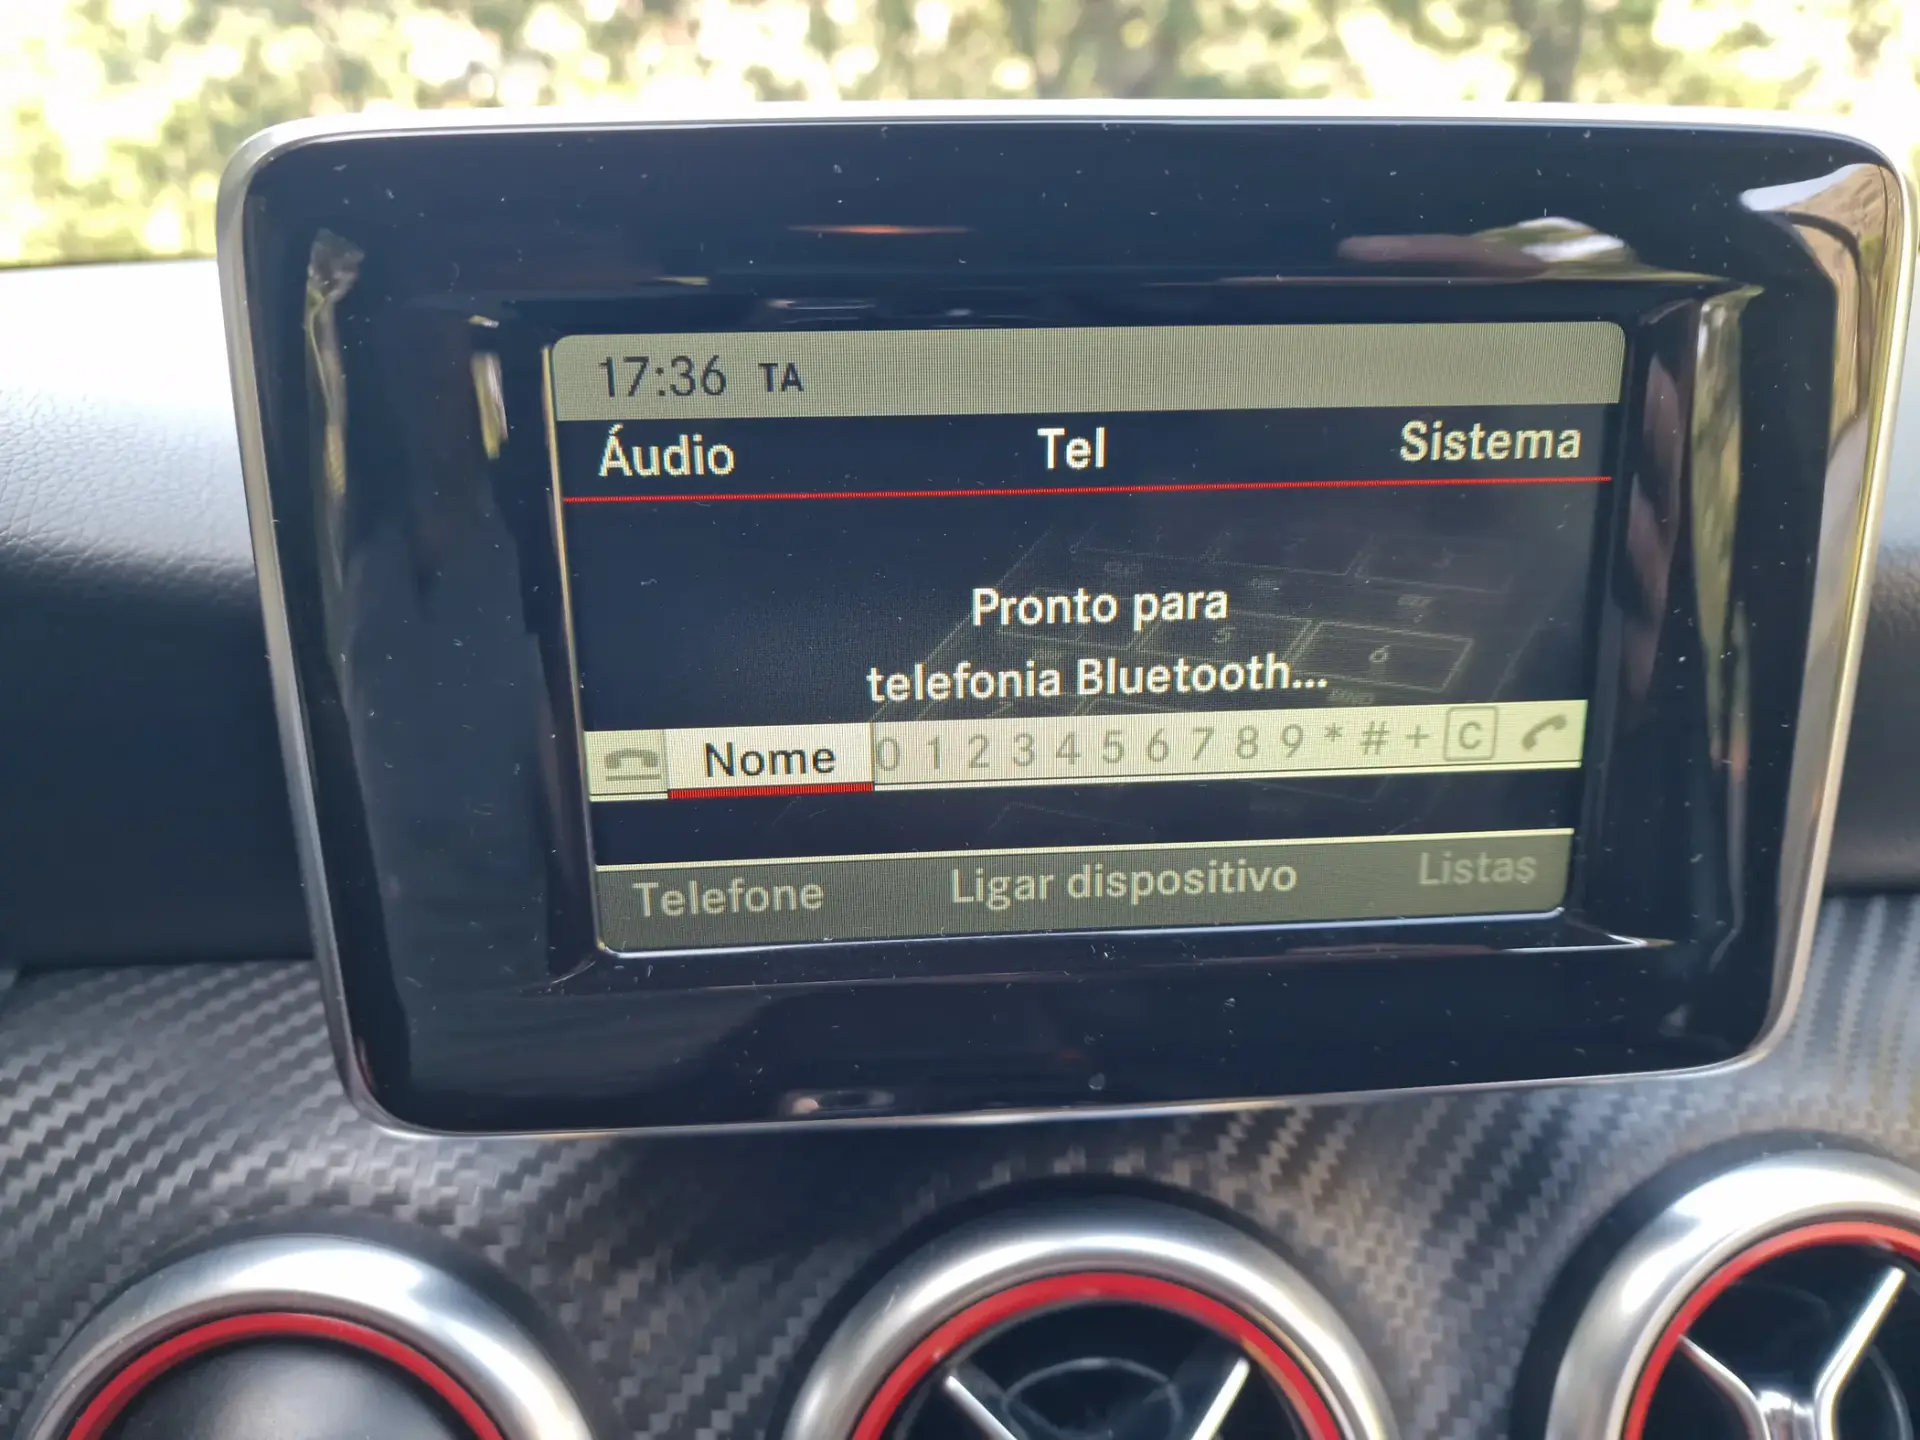 17:36 TA
Áudio Tel Sistema
Pronto para
telefonia Bluetooth...
Nome 0 1 2 3 4 5 6 7 8 9 * # + C
Telefone Ligar dispositivo Listas